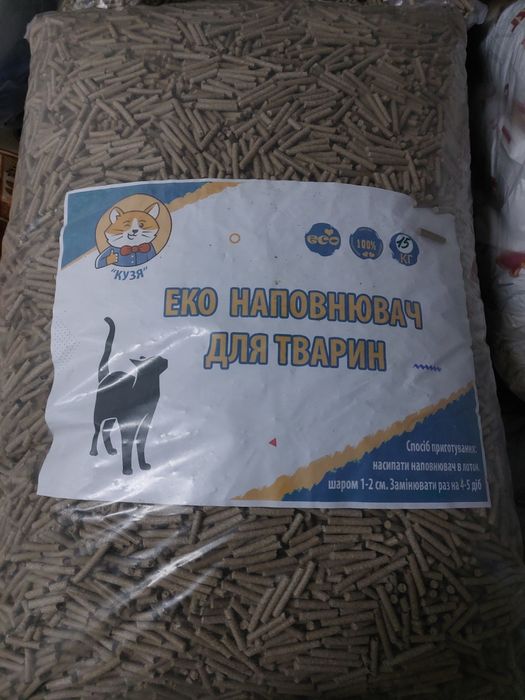 "КУЗЯ"
eco
100%
15
КГ
ЕКО НАПОВНЮВАЧ
ДЛЯ ТВАРИН
Спосіб приготування:
насипати наповнювач в лоток
шаром 1-2 см. Замінювати раз на 4-5 діб